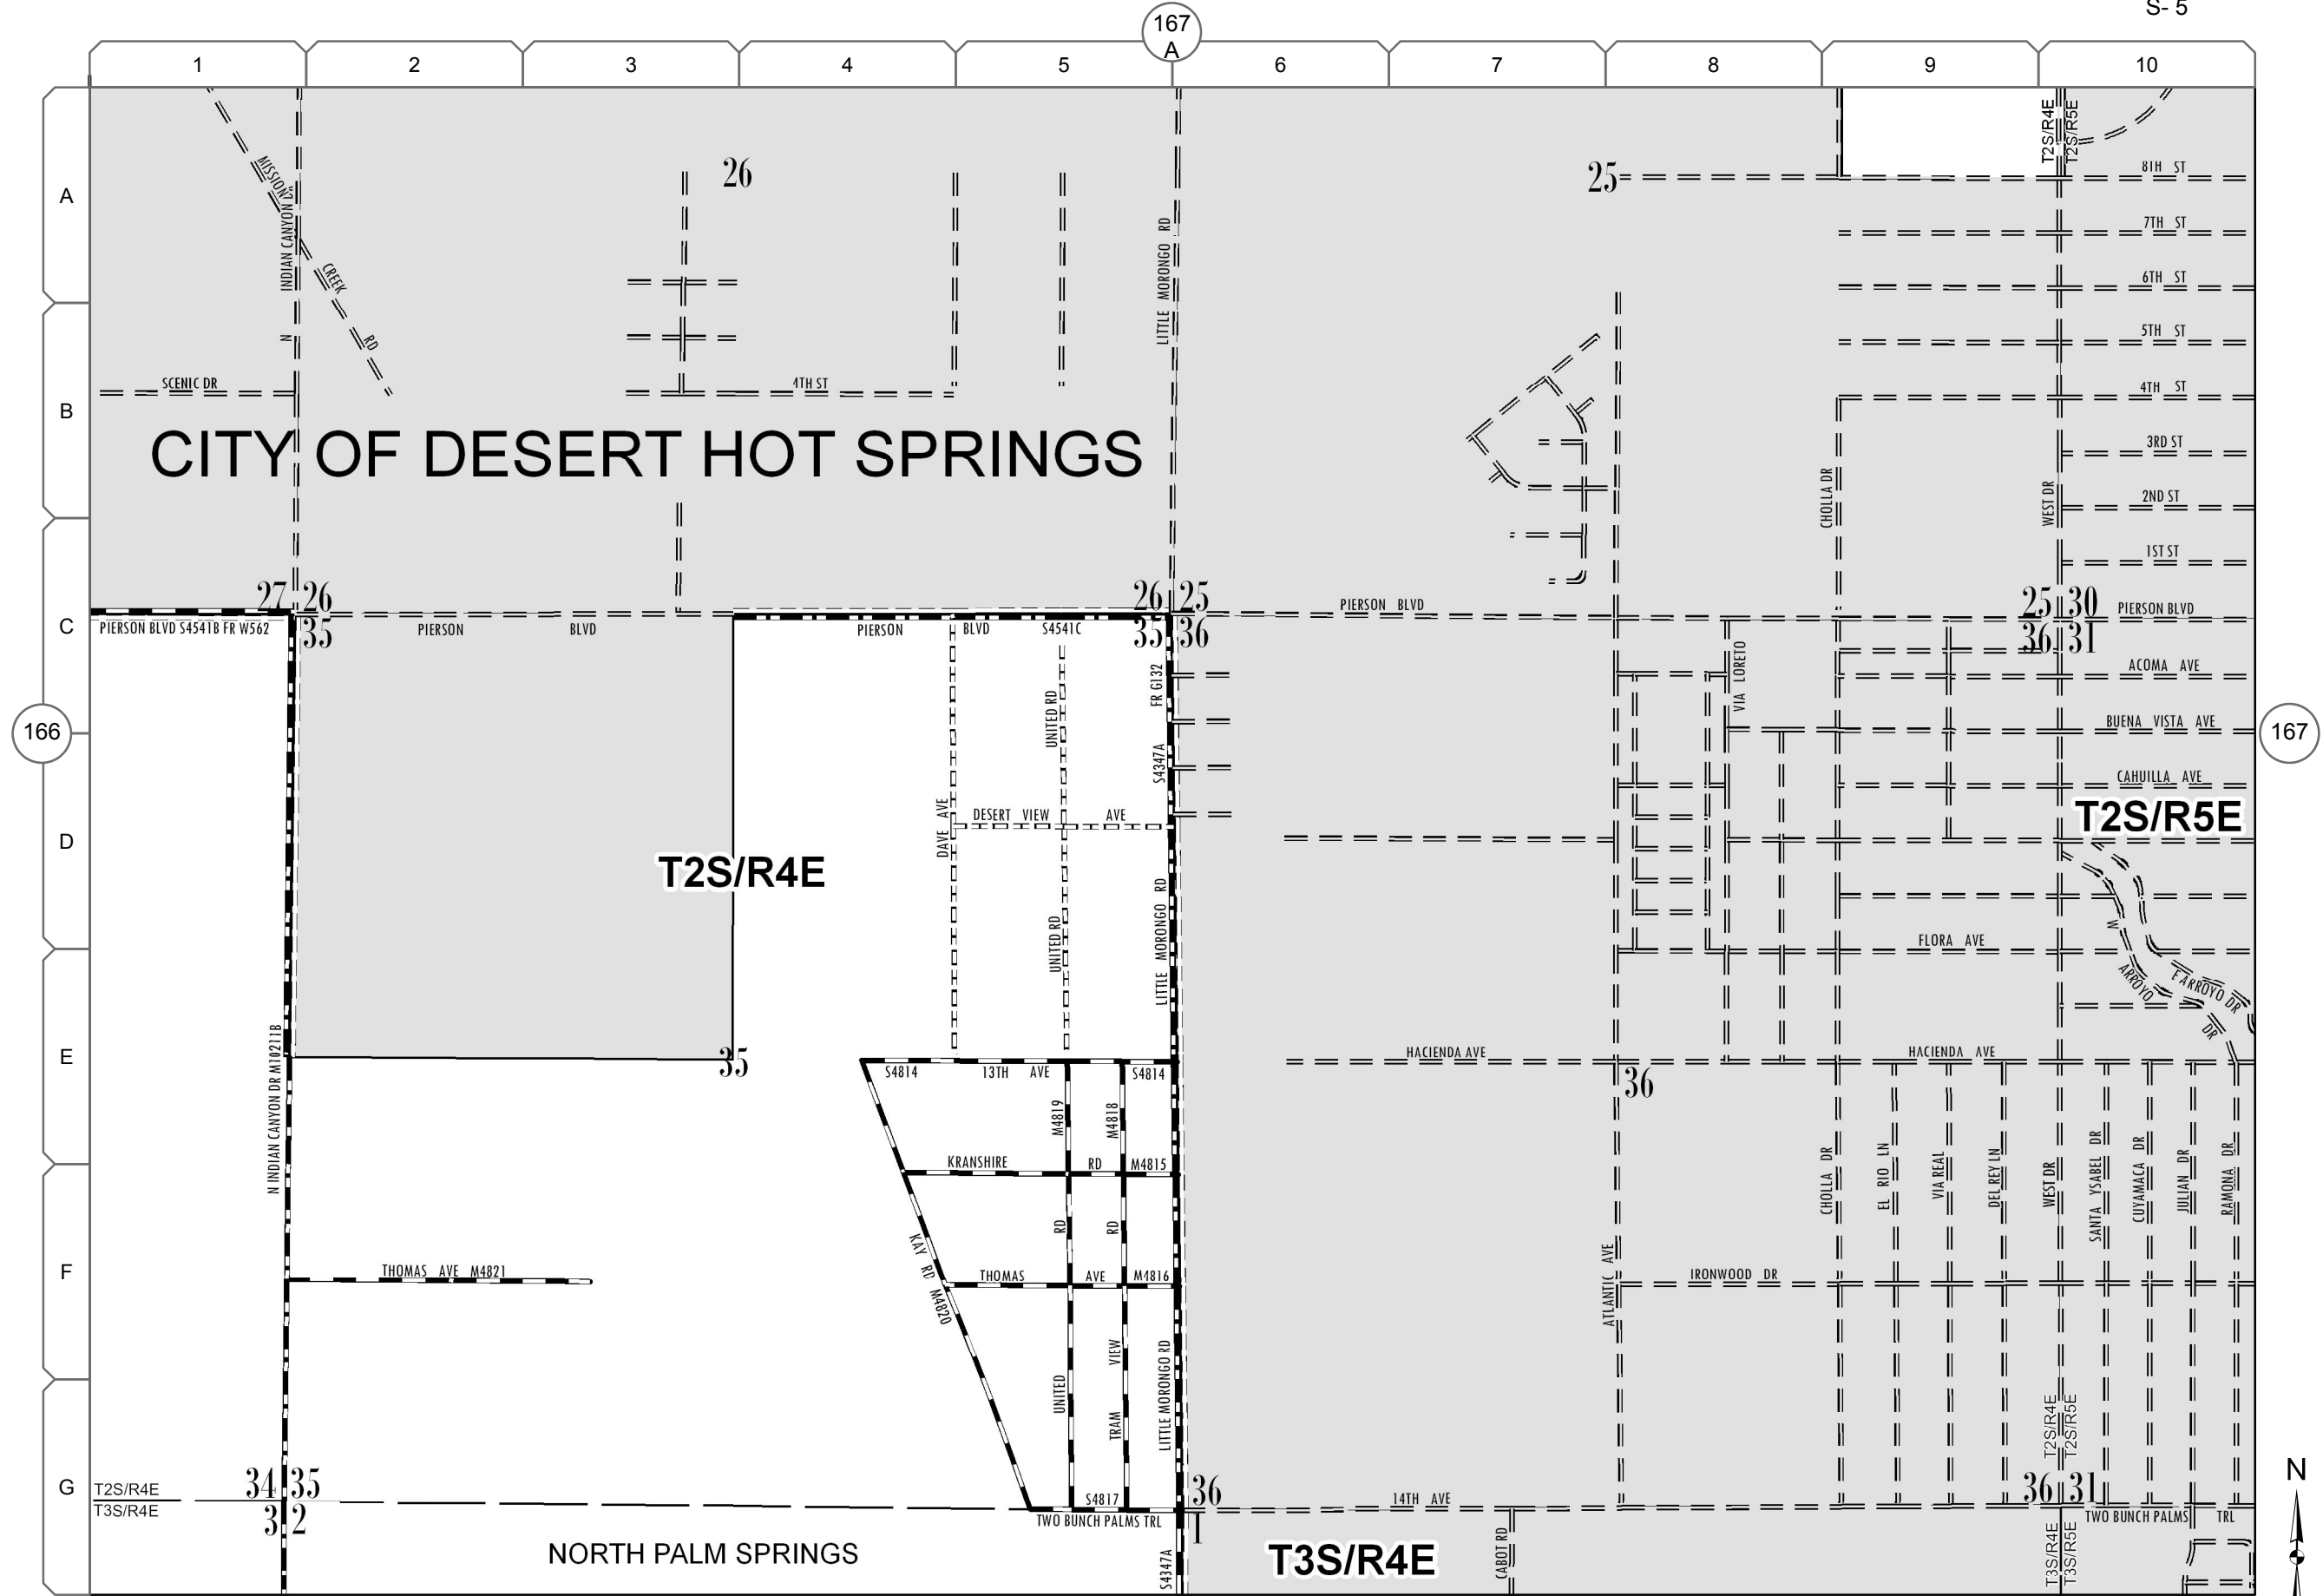 S- 5
167
A
1 2 3 4 5 6 7 8 9 10
A
B
C
D
E
F
G
166
167
T2S/R4E
T2S/R5E
MISSION
CREEK
RD
N INDIAN CANYON DR
26
25
LITTLE MORONGO RD
8TH ST
7TH ST
6TH ST
5TH ST
SCENIC DR
4TH ST
4TH ST
CITY OF DESERT HOT SPRINGS
3RD ST
CHOLLA DR
WEST DR
2ND ST
1ST ST
27 26
35
26 25
35 36
25 30
36 31
PIERSON BLVD S4541B FR W562
PIERSON BLVD
PIERSON BLVD S4541C
PIERSON BLVD
PIERSON BLVD
VIA LORETO
ACOMA AVE
FR G132
UNITED RD
BUENA VISTA AVE
S4347A
CAHUILLA AVE
T2S/R5E
DAVE AVE
DESERT VIEW AVE
T2S/R4E
UNITED RD
LITTLE MORONGO RD
FLORA AVE
W ARROYO DR
E ARROYO DR
N INDIAN CANYON DR M10211B
35
HACIENDA AVE
HACIENDA AVE
S4814 13TH AVE S4814
36
M4819
M4818
KRANSHIRE RD M4815
CHOLLA DR
EL RIO LN
VIA REAL
DEL REY LN
WEST DR
SANTA YSABEL DR
CUYAMACA DR
JULIAN DR
RAMONA DR
RD
RD
KAY RD M4820
THOMAS AVE M4821
THOMAS AVE M4816
ATLANTIC AVE
IRONWOOD DR
UNITED
TRAM VIEW
LITTLE MORONGO RD
T2S/R4E
T2S/R5E
34 35
3 2
T2S/R4E
T3S/R4E
S4817
36
1
14TH AVE
36 31
TWO BUNCH PALMS TRL
TWO BUNCH PALMS TRL
NORTH PALM SPRINGS
S4347A
T3S/R4E
CABOT RD
T3S/R4E
T3S/R5E
N